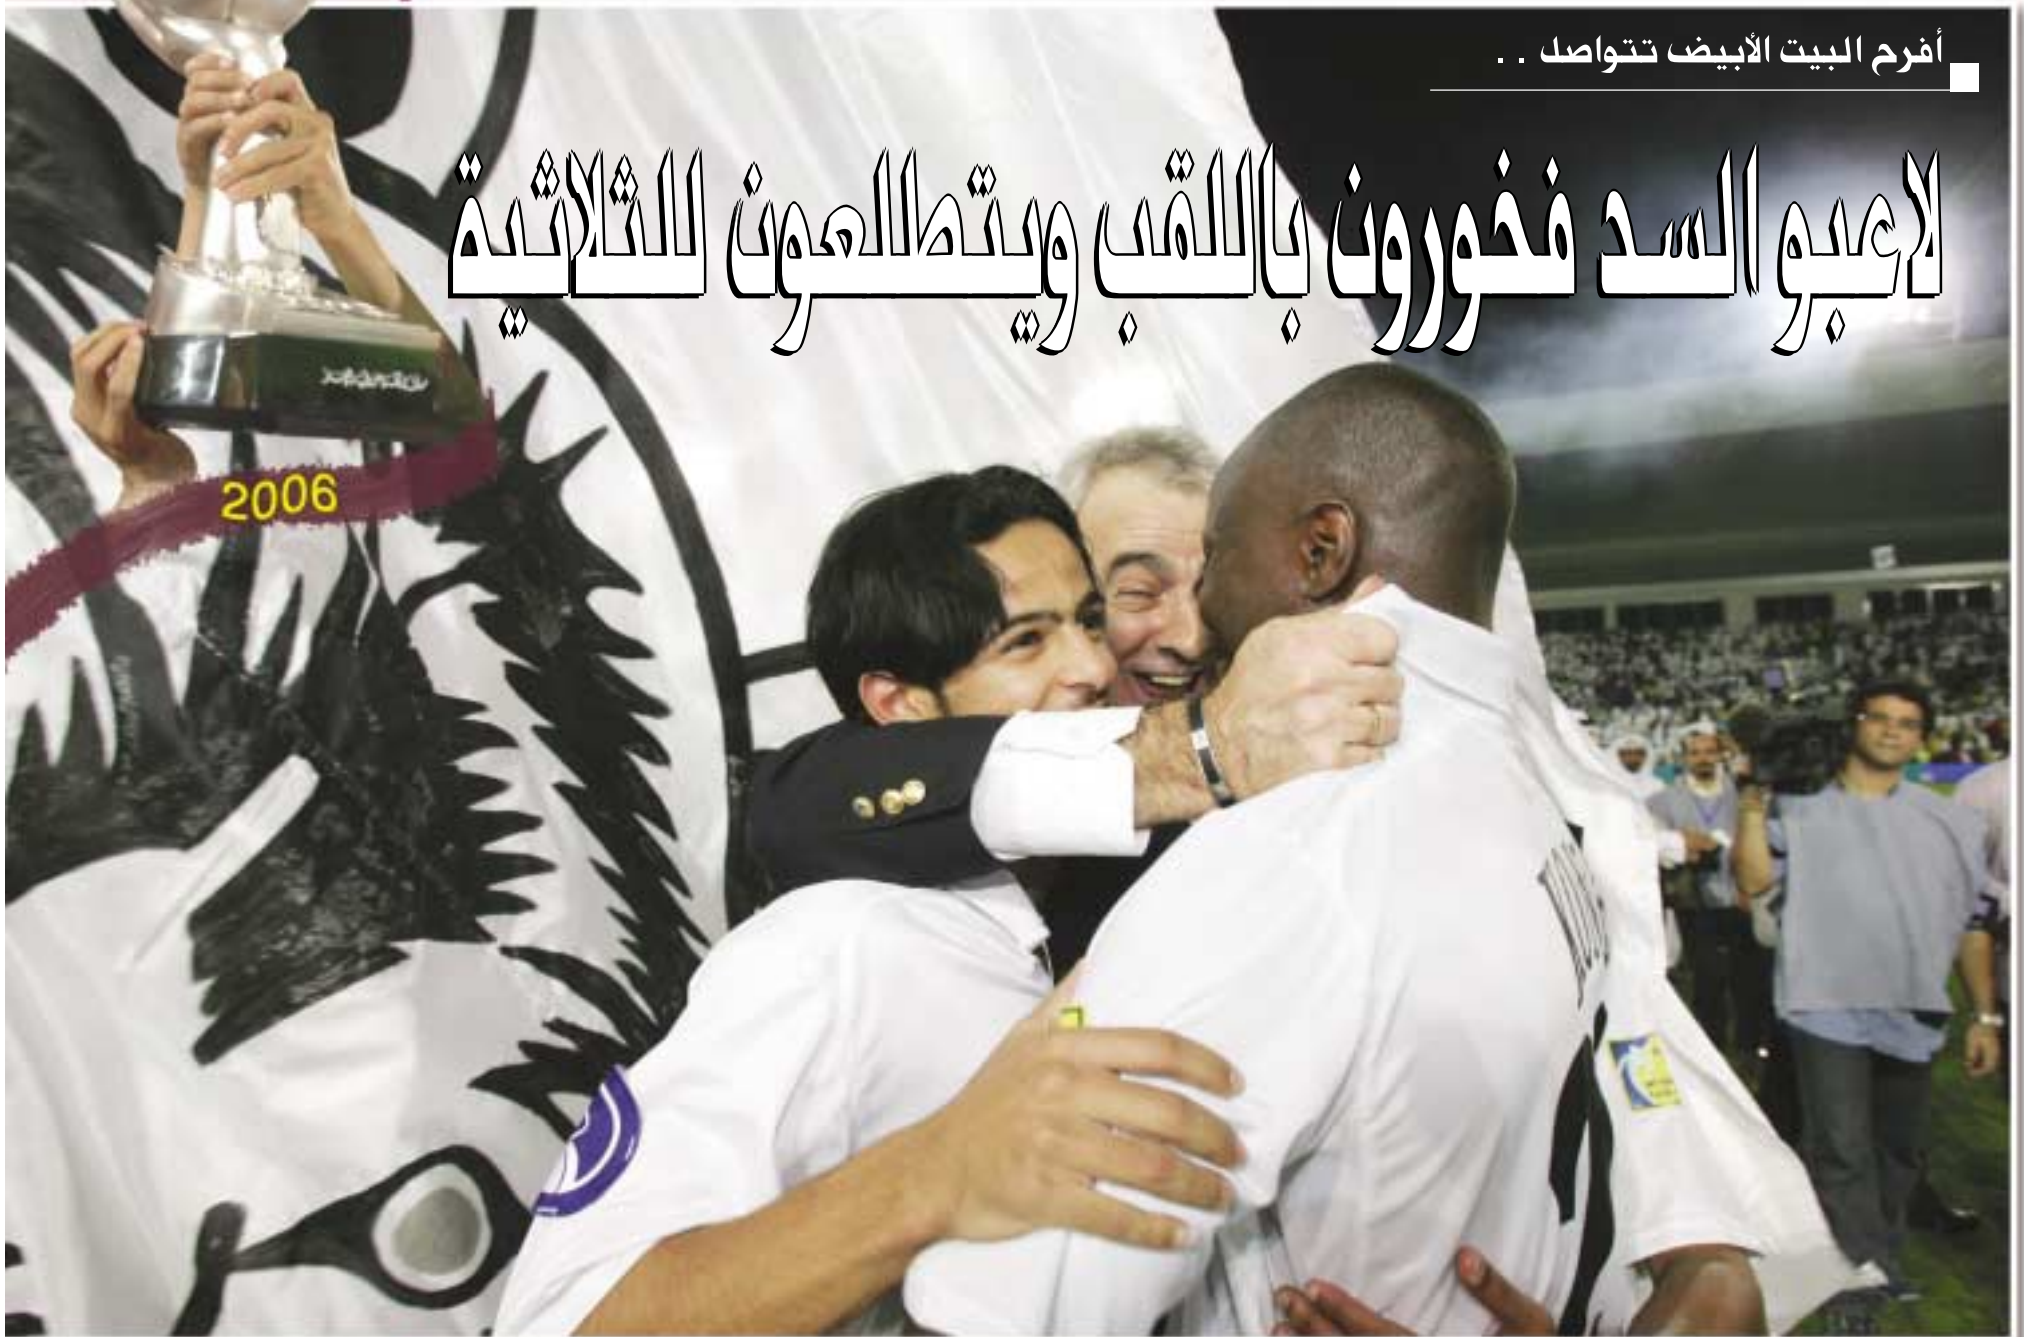 أفرح البيت الأبيض تتواصل . .
لاعبو السد فخورون باللقب ويتطلعون للثلاثية
2006